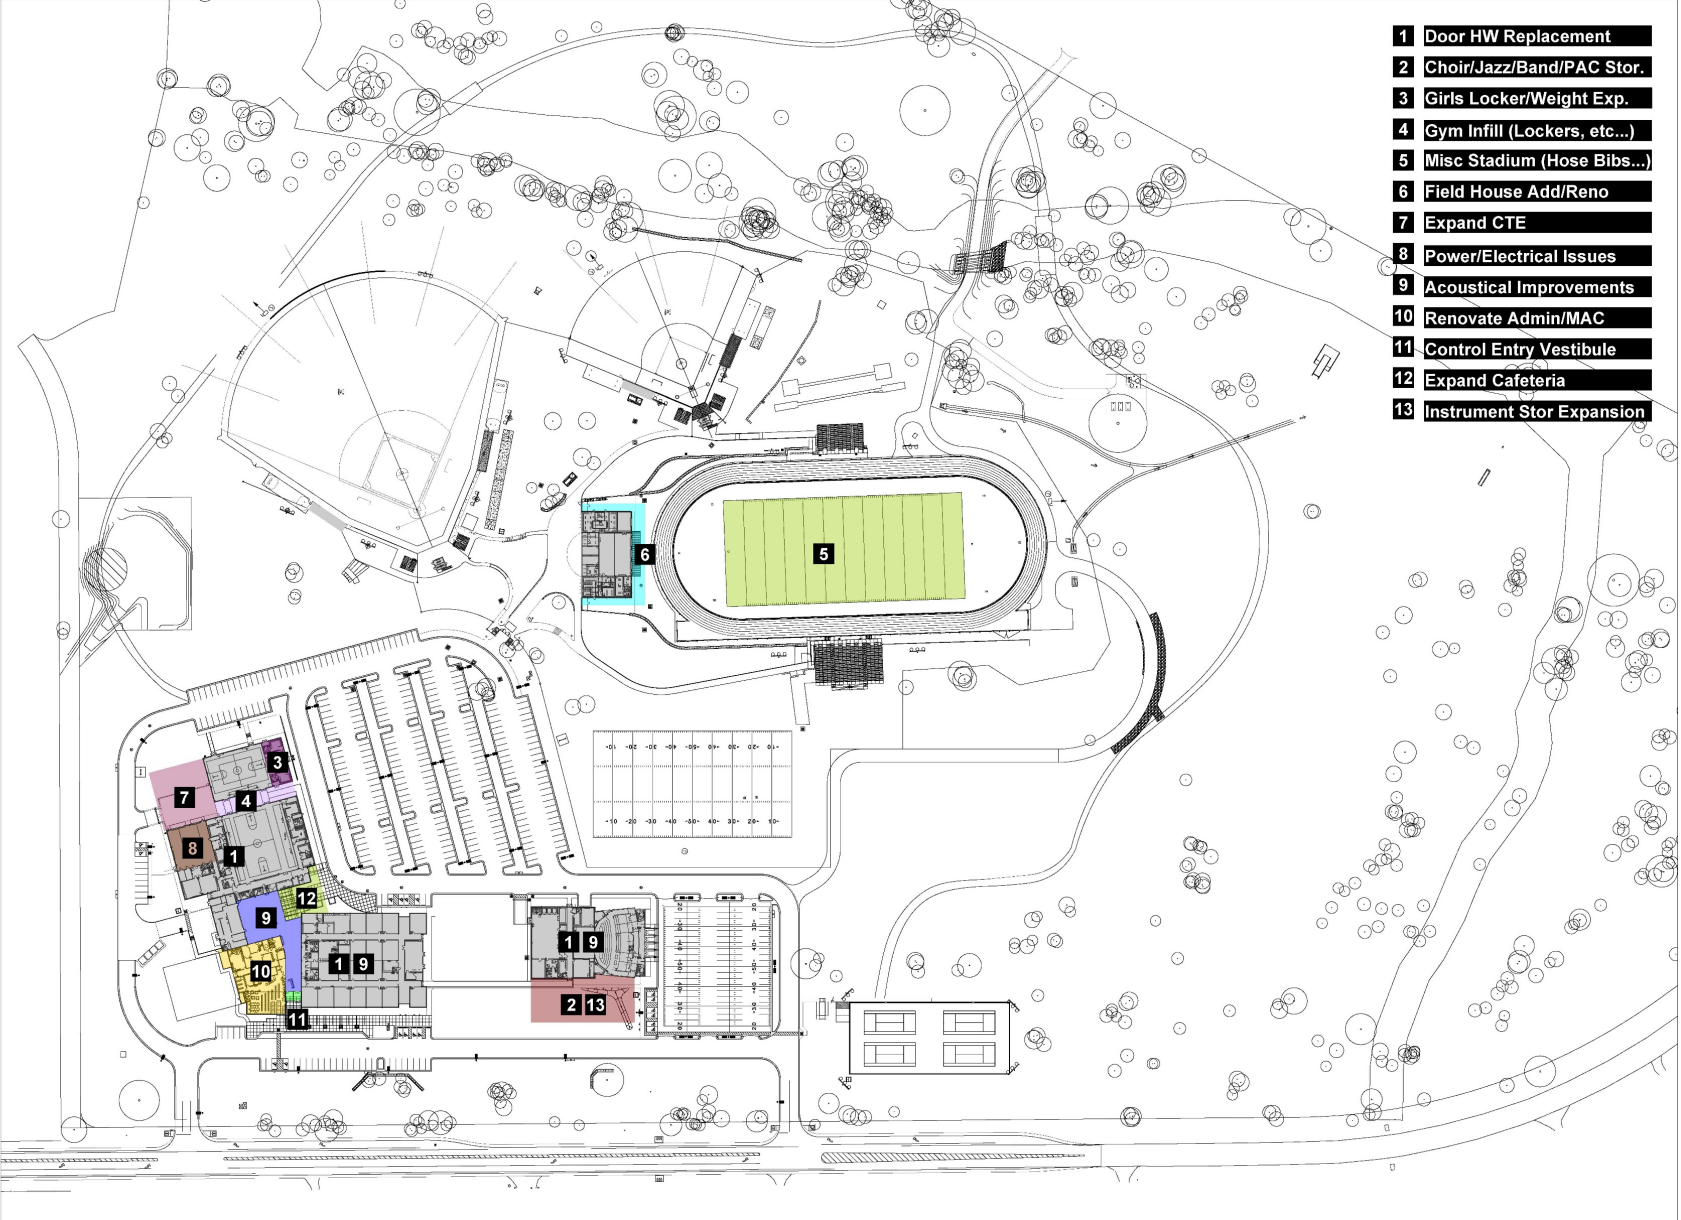 1 Door HW Replacement
2 Choir/Jazz/Band/PAC Stor.
3 Girls Locker/Weight Exp.
4 Gym Infill (Lockers, etc...)
5 Misc Stadium (Hose Bibs...)
6 Field House Add/Reno
7 Expand CTE
8 Power/Electrical Issues
9 Acoustical Improvements
10 Renovate Admin/MAC
11 Control Entry Vestibule
12 Expand Cafeteria
13 Instrument Stor Expansion
6
5
3
7
4
8
1
12
9
1 9
1 9
10
2 13
11